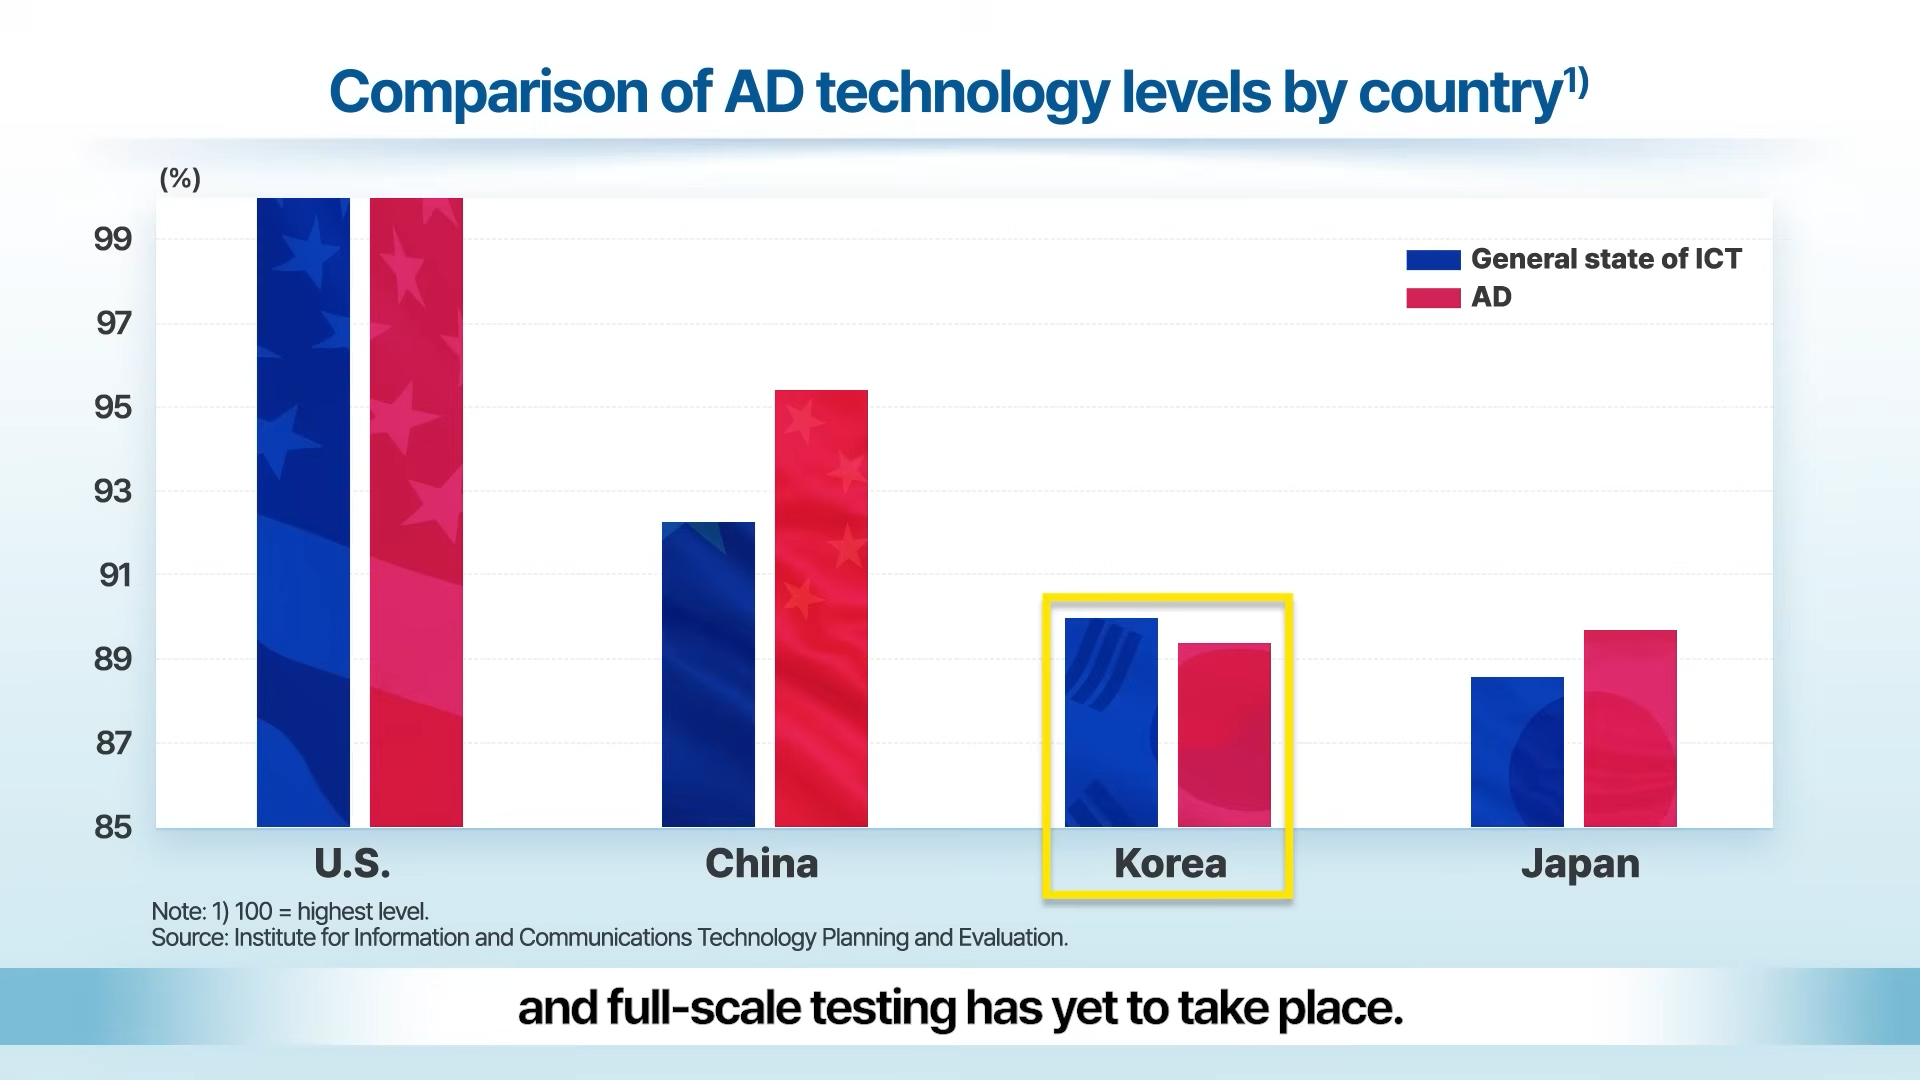 Comparison of AD technology levels by country1)
(%)
99
97
95
93
91
89
87
85
General state of ICT
AD
U.S.
China
Korea
Japan
Note: 1) 100 = highest level.
Source: Institute for Information and Communications Technology Planning and Evaluation.
and full-scale testing has yet to take place.